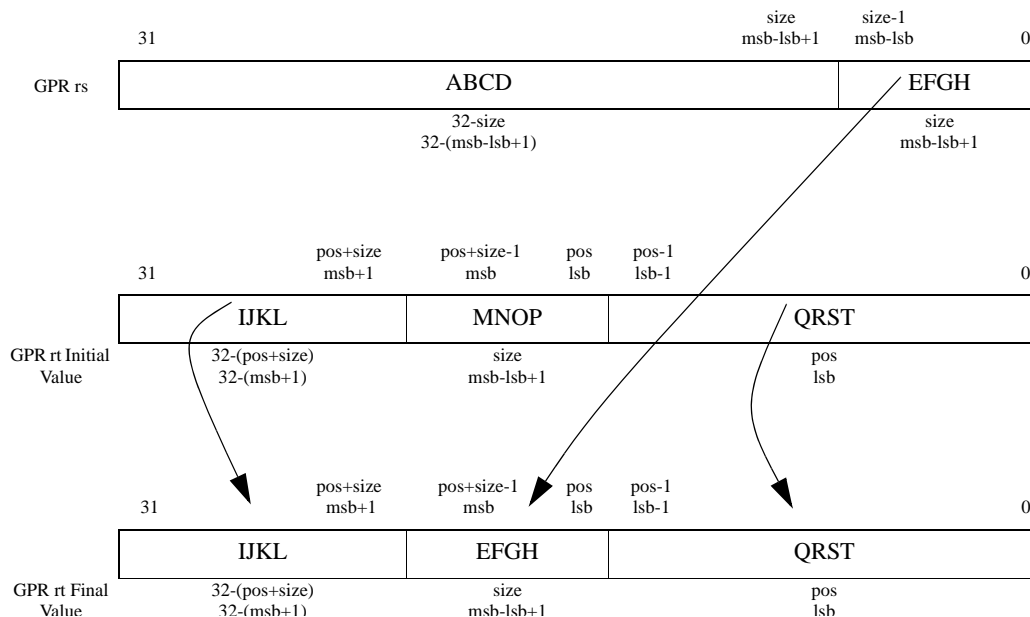 size size-1
31 msb-lsb+1 msb-lsb 0
GPR rs ABCD EFGH
32-size size
32-(msb-lsb+1) msb-lsb+1
pos+size pos+size-1 pos pos-1
31 msb+1 msb lsb lsb-1 0
IJKL MNOP QRST
GPR rt Initial 32-(pos+size) size pos
Value 32-(msb+1) msb-lsb+1 lsb
pos+size pos+size-1 pos pos-1
31 msb+1 msb lsb lsb-1 0
IJKL EFGH QRST
GPR rt Final 32-(pos+size) size pos
Value 32-(msb+1) msb-lsb+1 lsb